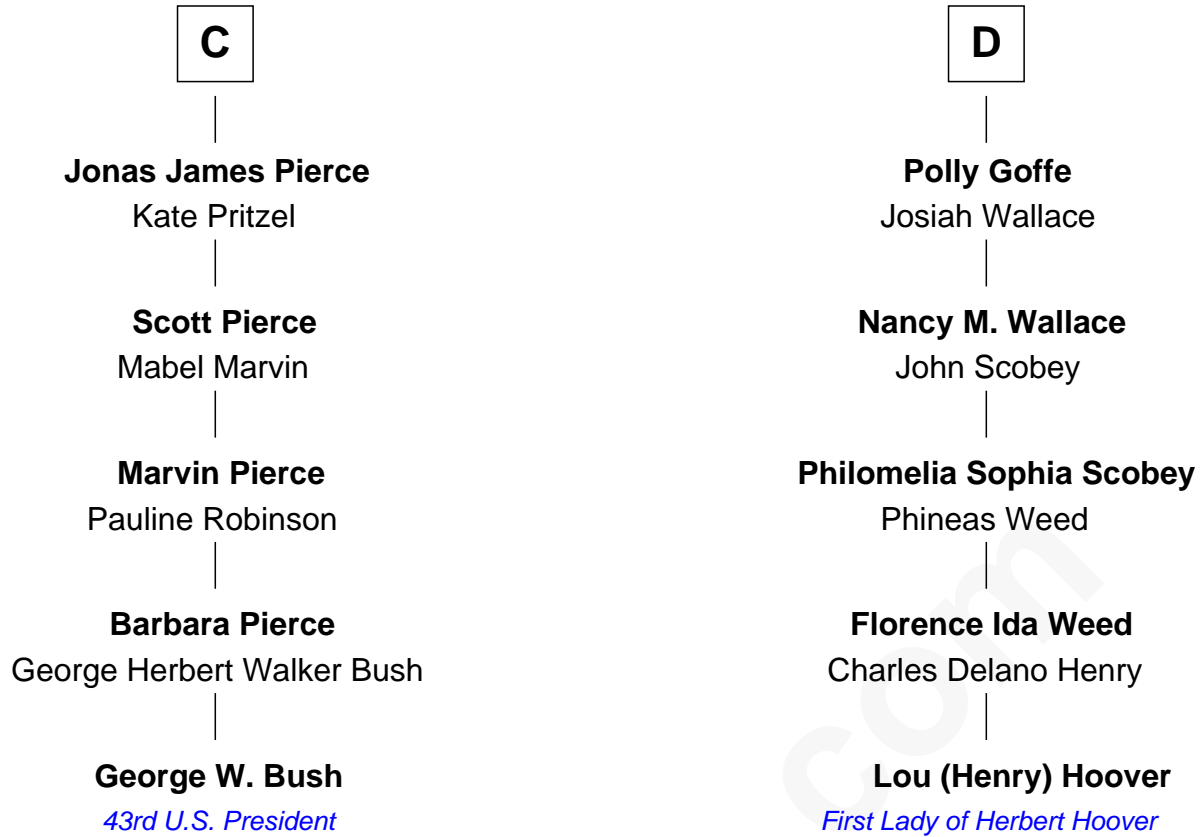 C
Jonas James Pierce
Kate Pritzel
Scott Pierce
Mabel Marvin
Marvin Pierce
Pauline Robinson
Barbara Pierce
George Herbert Walker Bush
George W. Bush
43rd U.S. President
D
Polly Goffe
Josiah Wallace
Nancy M. Wallace
John Scobey
Philomelia Sophia Scobey
Phineas Weed
Florence Ida Weed
Charles Delano Henry
Lou (Henry) Hoover
First Lady of Herbert Hoover
com